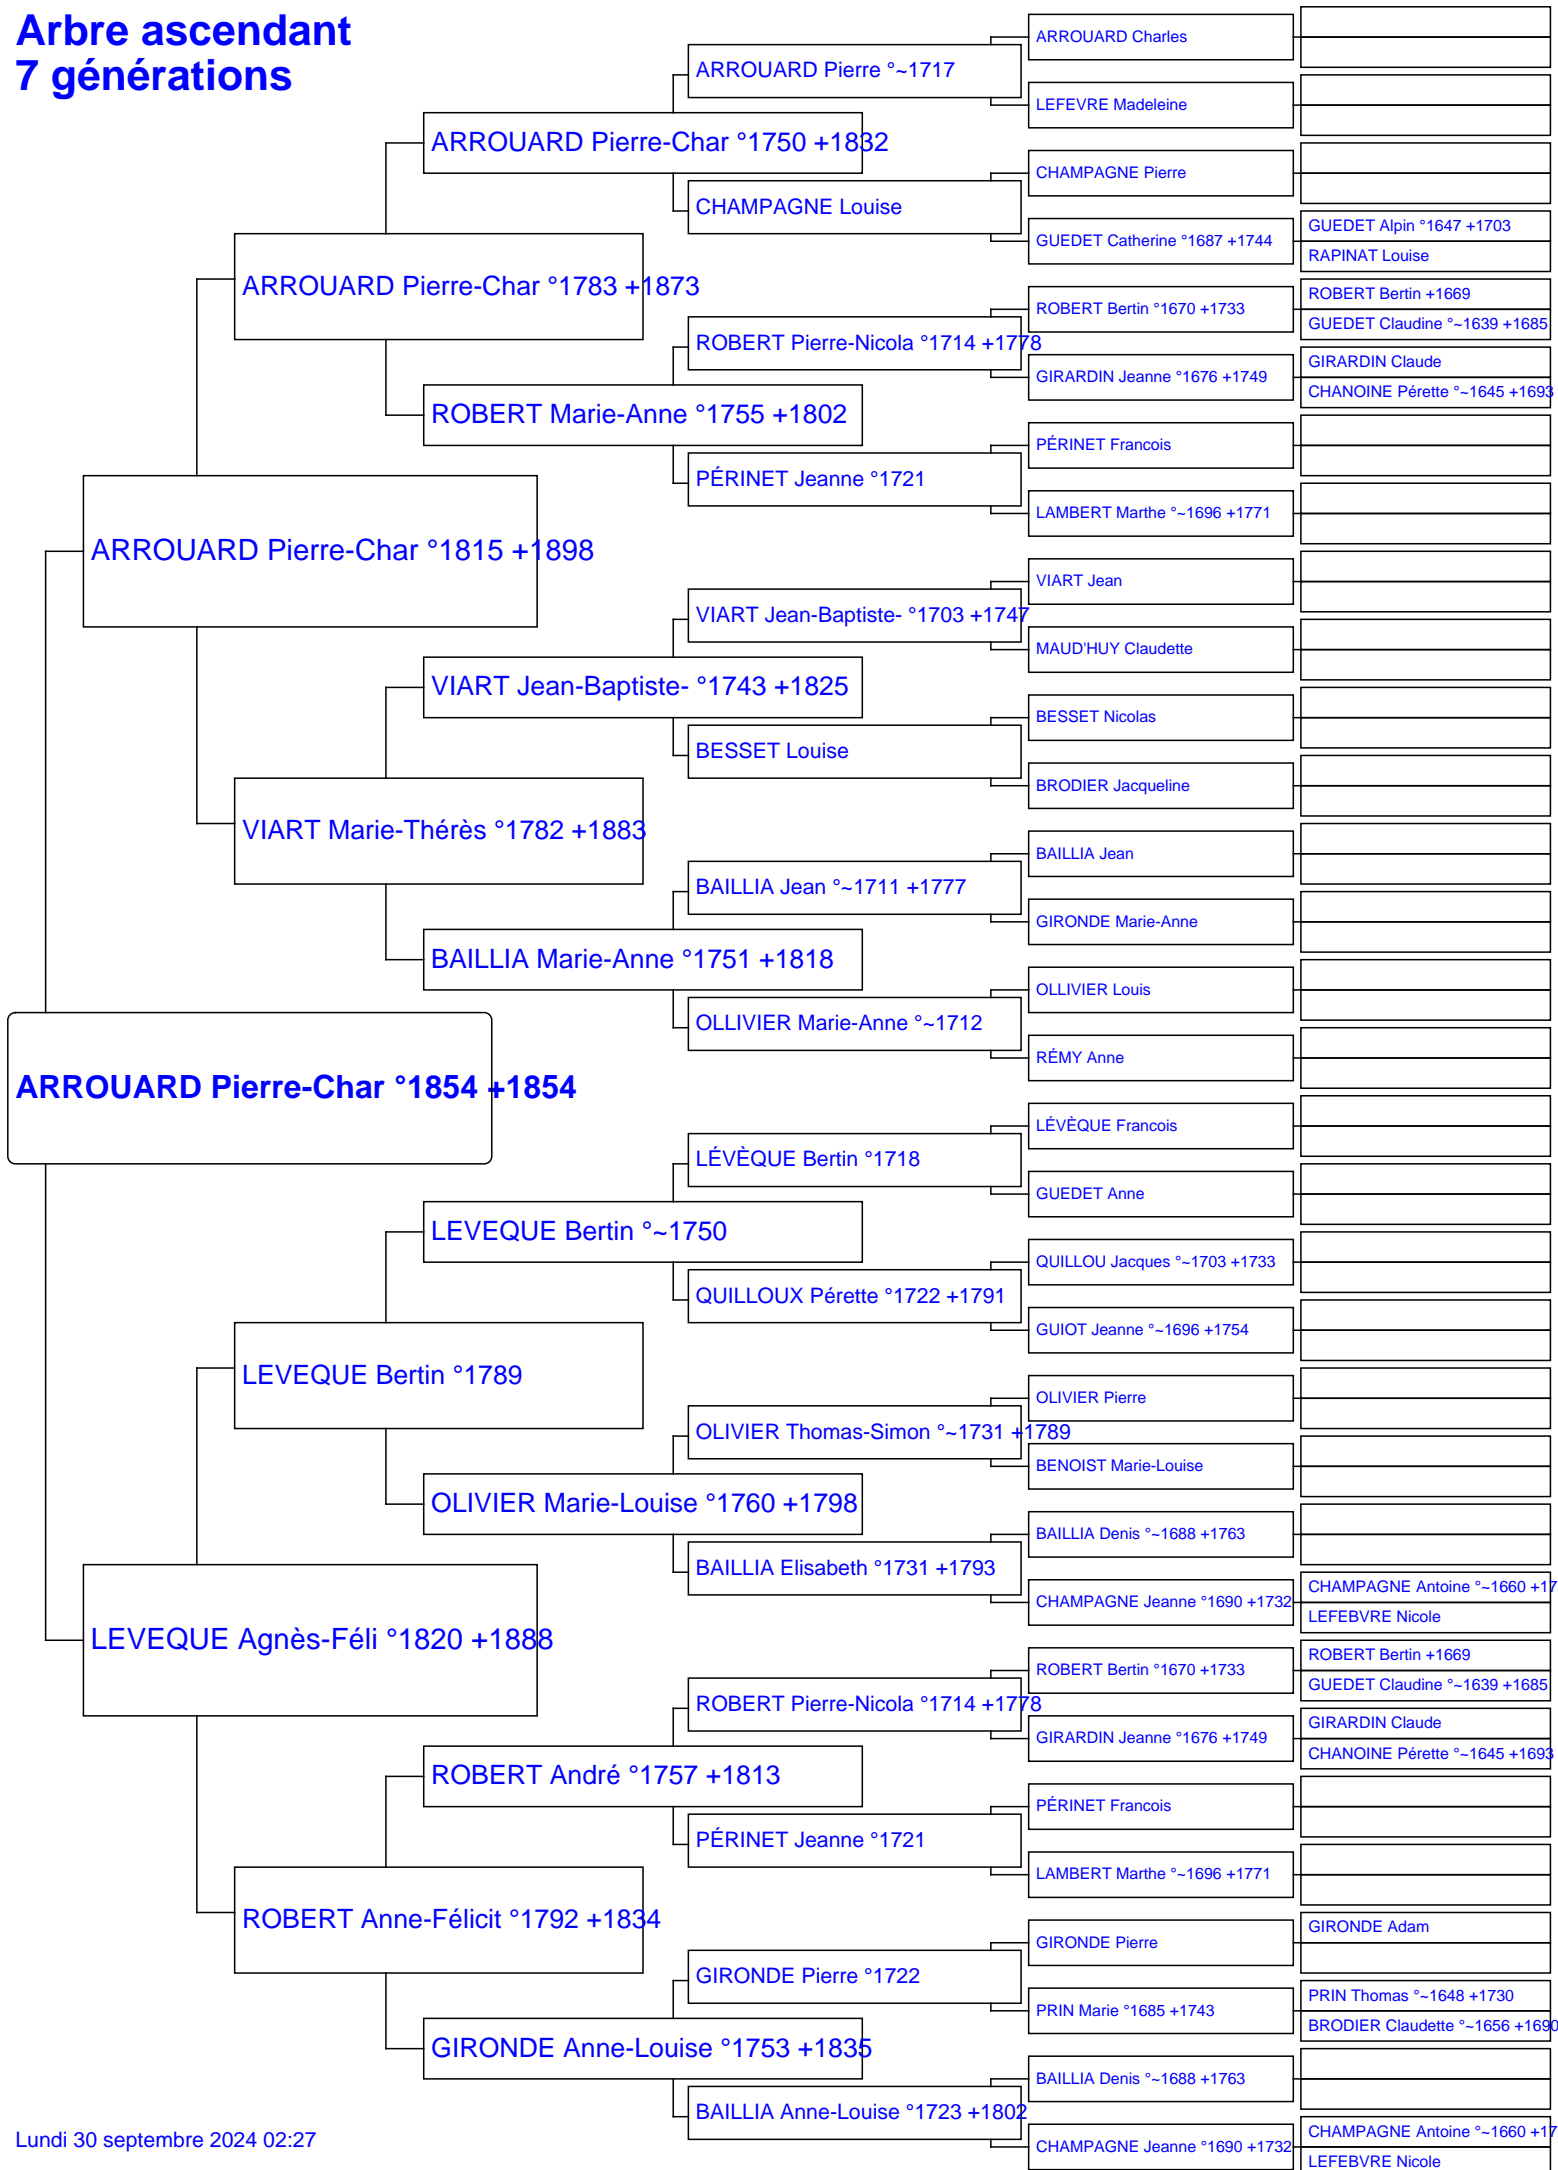 Arbre ascendant
7 générations
ARROUARD Charles
ARROUARD Pierre °~1717
LEFEVRE Madeleine
ARROUARD Pierre-Char °1750 +1832
CHAMPAGNE Pierre
CHAMPAGNE Louise
GUEDET Alpin °1647 +1703
GUEDET Catherine °1687 +1744
RAPINAT Louise
ARROUARD Pierre-Char °1783 +1873
ROBERT Bertin +1669
ROBERT Bertin °1670 +1733
GUEDET Claudine °~1639 +1685
ROBERT Pierre-Nicola °1714 +1778
GIRARDIN Claude
GIRARDIN Jeanne °1676 +1749
CHANOINE Pérette °~1645 +1693
ROBERT Marie-Anne °1755 +1802
PÉRINET Francois
PÉRINET Jeanne °1721
LAMBERT Marthe °~1696 +1771
ARROUARD Pierre-Char °1815 +1898
VIART Jean
VIART Jean-Baptiste- °1703 +1747
MAUD'HUY Claudette
VIART Jean-Baptiste- °1743 +1825
BESSET Nicolas
BESSET Louise
BRODIER Jacqueline
VIART Marie-Thérès °1782 +1883
BAILLIA Jean
BAILLIA Jean °~1711 +1777
GIRONDE Marie-Anne
BAILLIA Marie-Anne °1751 +1818
OLLIVIER Louis
OLLIVIER Marie-Anne °~1712
RÉMY Anne
ARROUARD Pierre-Char °1854 +1854
LÉVÈQUE Francois
LÉVÈQUE Bertin °1718
GUEDET Anne
LEVEQUE Bertin °~1750
QUILLOU Jacques °~1703 +1733
QUILLOUX Pérette °1722 +1791
GUIOT Jeanne °~1696 +1754
LEVEQUE Bertin °1789
OLIVIER Pierre
OLIVIER Thomas-Simon °~1731 +1789
BENOIST Marie-Louise
OLIVIER Marie-Louise °1760 +1798
BAILLIA Denis °~1688 +1763
BAILLIA Elisabeth °1731 +1793
CHAMPAGNE Antoine °~1660 +17
CHAMPAGNE Jeanne °1690 +1732
LEFEBVRE Nicole
LEVEQUE Agnès-Féli °1820 +1888
ROBERT Bertin +1669
ROBERT Bertin °1670 +1733
GUEDET Claudine °~1639 +1685
ROBERT Pierre-Nicola °1714 +1778
GIRARDIN Claude
GIRARDIN Jeanne °1676 +1749
CHANOINE Pérette °~1645 +1693
ROBERT André °1757 +1813
PÉRINET Francois
PÉRINET Jeanne °1721
LAMBERT Marthe °~1696 +1771
ROBERT Anne-Félicit °1792 +1834
GIRONDE Adam
GIRONDE Pierre
GIRONDE Pierre °1722
PRIN Thomas °~1648 +1730
PRIN Marie °1685 +1743
BRODIER Claudette °~1656 +1690
GIRONDE Anne-Louise °1753 +1835
BAILLIA Denis °~1688 +1763
BAILLIA Anne-Louise °1723 +1802
CHAMPAGNE Antoine °~1660 +17
CHAMPAGNE Jeanne °1690 +1732
LEFEBVRE Nicole
Lundi 30 septembre 2024 02:27